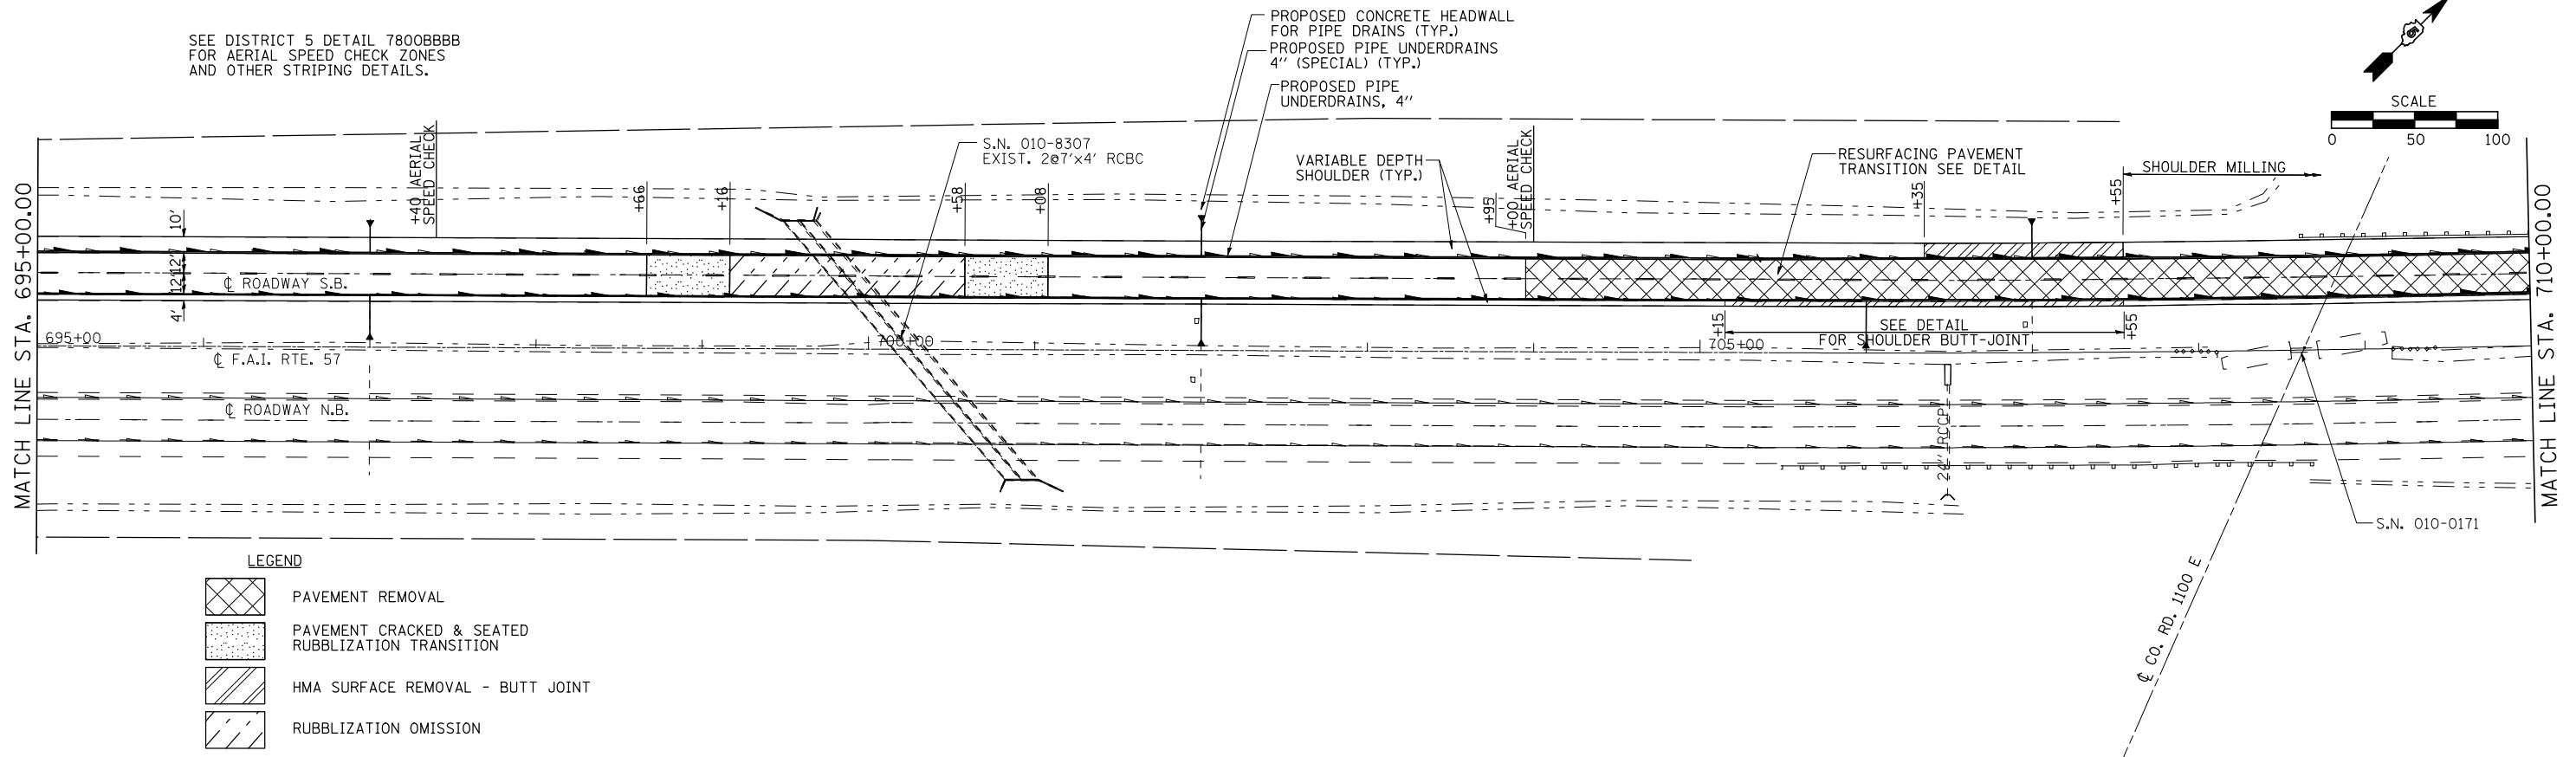 SEE DISTRICT 5 DETAIL 7800BBBB
FOR AERIAL SPEED CHECK ZONES
AND OTHER STRIPING DETAILS.
PROPOSED CONCRETE HEADWALL
FOR PIPE DRAINS (TYP.)
PROPOSED PIPE UNDERDRAINS
4" (SPECIAL) (TYP.)
PROPOSED PIPE
UNDERDRAINS, 4"
SCALE
0 50 100
MATCH LINE STA. 695+00.00
+40 AERIAL
SPEED CHECK
S.N. 010-8307
EXIST. 2@7'x4' RCBC
VARIABLE DEPTH
SHOULDER (TYP.)
+00 AERIAL
SPEED CHECK
RESURFACING PAVEMENT
TRANSITION SEE DETAIL
SHOULDER MILLING
MATCH LINE STA. 710+00.00
+66
+16
+58
+08
+95
+35
+55
10'
12'
12'
4'
℄ ROADWAY S.B.
695+00
℄ F.A.I. RTE. 57
700+00
+15
SEE DETAIL
FOR SHOULDER BUTT-JOINT
+55
705+00
℄ ROADWAY N.B.
24" RCCP
S.N. 010-0171
℄ CO. RD. 1100 E
LEGEND
PAVEMENT REMOVAL
PAVEMENT CRACKED & SEATED
RUBBLIZATION TRANSITION
HMA SURFACE REMOVAL - BUTT JOINT
RUBBLIZATION OMISSION